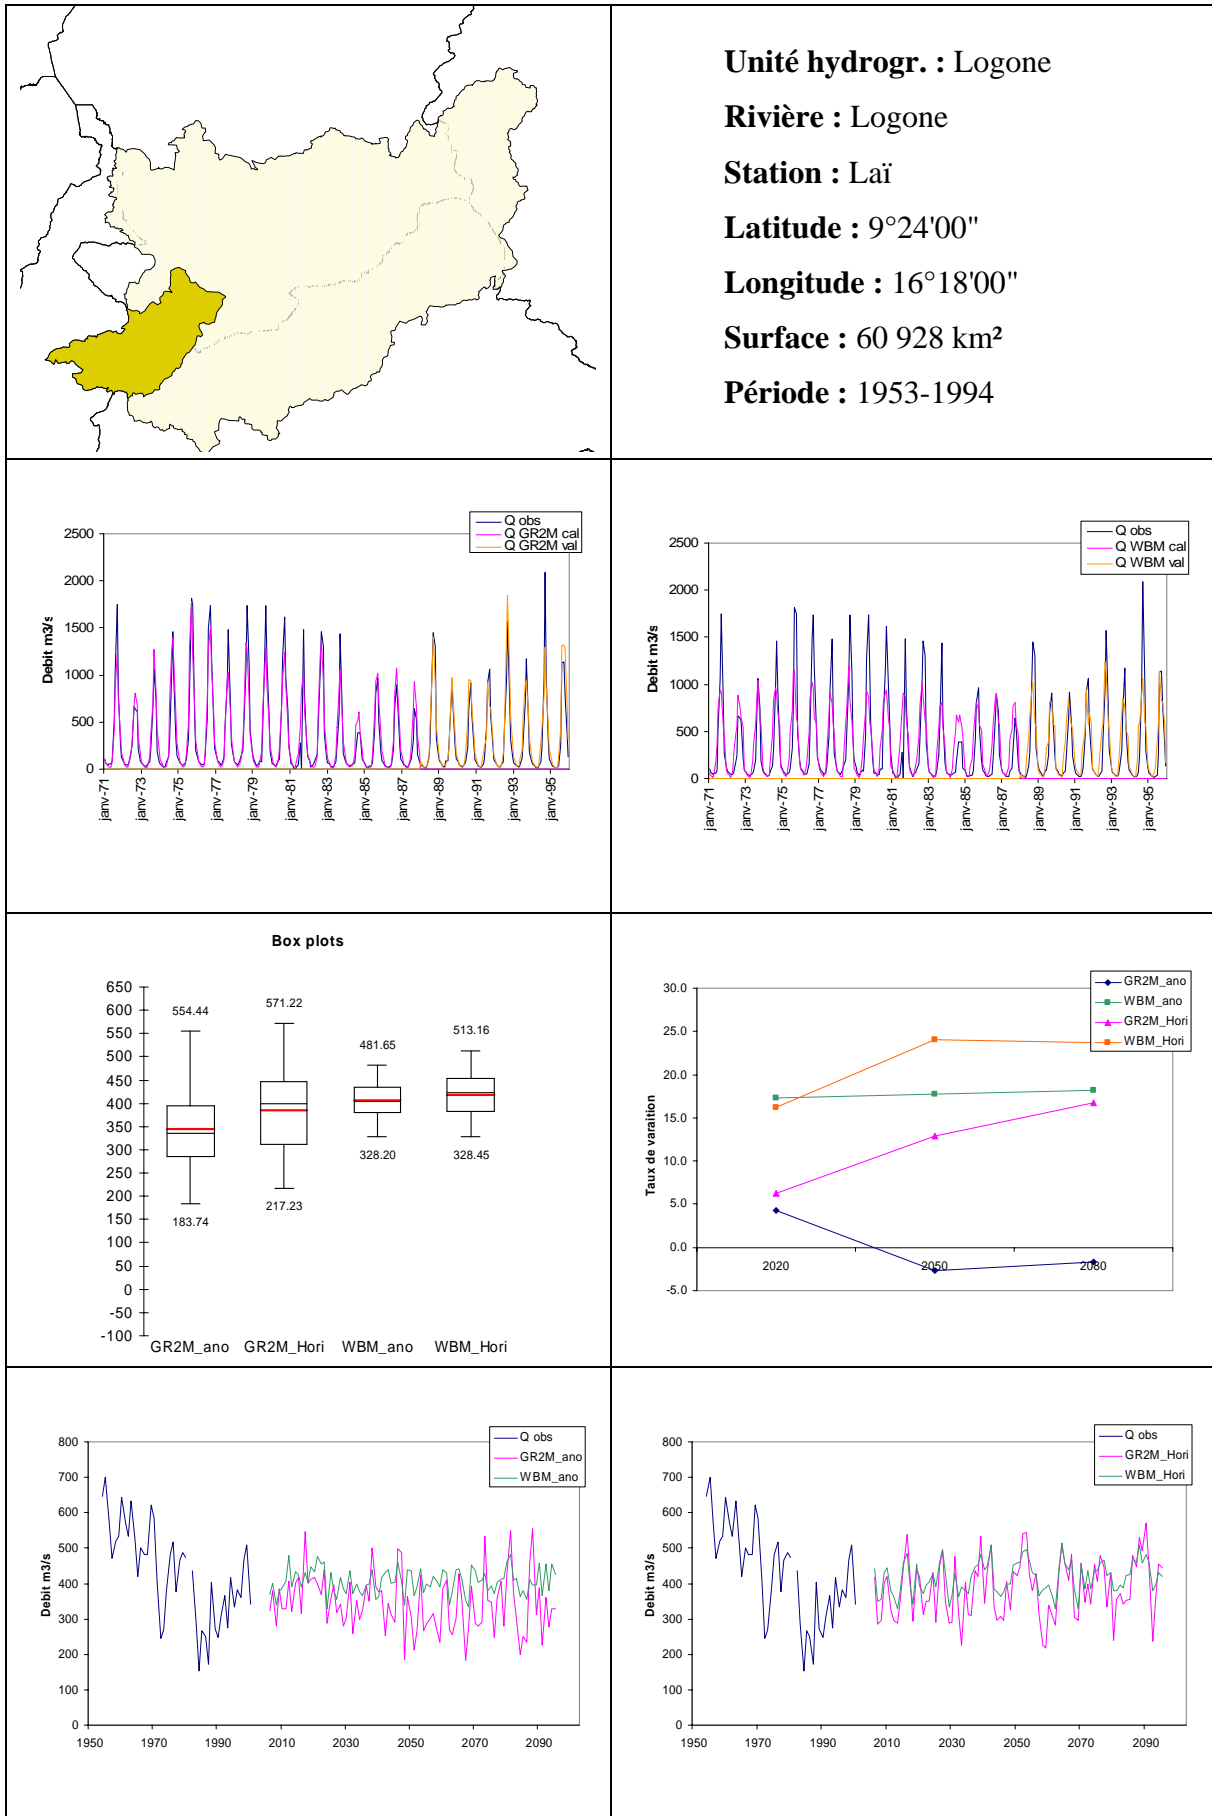 Unité hydrogr. : Logone
Rivière : Logone
Station : Laï
Latitude : 9°24'00"
Longitude : 16°18'00"
Surface : 60 928 km²
Période : 1953-1994
Q obs
Q GR2M cal
Q GR2M val
Debit m3/s
2500
2000
1500
1000
500
0
janv-71
janv-73
janv-75
janv-77
janv-79
janv-81
janv-83
janv-85
janv-87
janv-89
janv-91
janv-93
janv-95
Q obs
Q WBM cal
Q WBM val
Debit m3/s
2500
2000
1500
1000
500
0
janv-71
janv-73
janv-75
janv-77
janv-79
janv-81
janv-83
janv-85
janv-87
janv-89
janv-91
janv-93
janv-95
Box plots
650
600
550
500
450
400
350
300
250
200
150
100
50
0
-50
-100
554.44
571.22
481.65
513.16
183.74
217.23
328.20
328.45
GR2M_ano
GR2M_Hori
WBM_ano
WBM_Hori
GR2M_ano
WBM_ano
GR2M_Hori
WBM_Hori
Taux de varaition
30.0
25.0
20.0
15.0
10.0
5.0
0.0
-5.0
2020
2050
2080
Q obs
GR2M_ano
WBM_ano
Debit m3/s
800
700
600
500
400
300
200
100
0
1950
1970
1990
2010
2030
2050
2070
2090
Q obs
GR2M_Hori
WBM_Hori
Debit m3/s
800
700
600
500
400
300
200
100
0
1950
1970
1990
2010
2030
2050
2070
2090